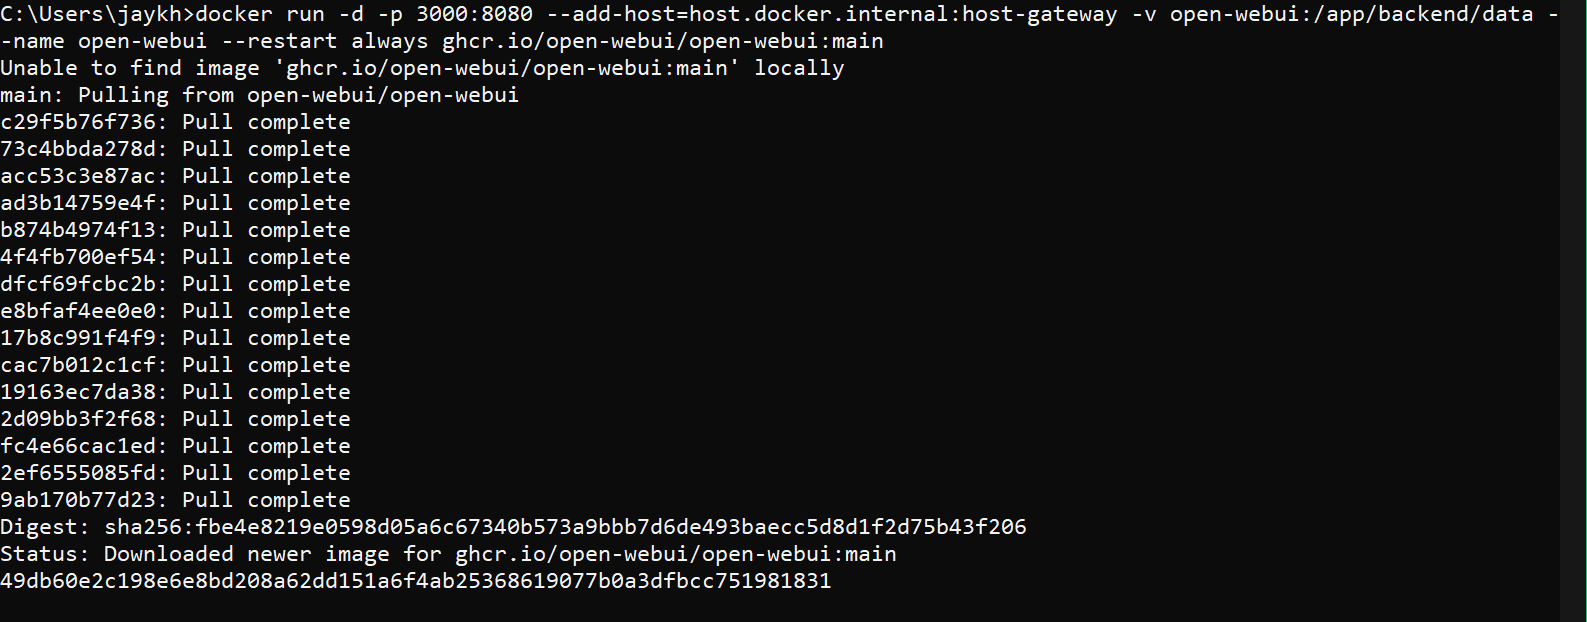 C:\Users\jaykh>docker run -d -p 3000:8080 --add-host=host.docker.internal:host-gateway -v open-webui:/app/backend/data -
-name open-webui --restart always ghcr.io/open-webui/open-webui:main
Unable to find image 'ghcr.io/open-webui/open-webui:main' locally
main: Pulling from open-webui/open-webui
c29f5b76f736: Pull complete
73c4bbda278d: Pull complete
acc53c3e87ac: Pull complete
ad3b14759e4f: Pull complete
b874b4974f13: Pull complete
4f4fb700ef54: Pull complete
dfcf69fcbc2b: Pull complete
e8bfaf4ee0e0: Pull complete
17b8c991f4f9: Pull complete
cac7b012c1cf: Pull complete
19163ec7da38: Pull complete
2d09bb3f2f68: Pull complete
fc4e66cac1ed: Pull complete
2ef6555085fd: Pull complete
9ab170b77d23: Pull complete
Digest: sha256:fbe4e8219e0598d05a6c67340b573a9bbb7d6de493baecc5d8d1f2d75b43f206
Status: Downloaded newer image for ghcr.io/open-webui/open-webui:main
49db60e2c198e6e8bd208a62dd151a6f4ab25368619077b0a3dfbcc751981831